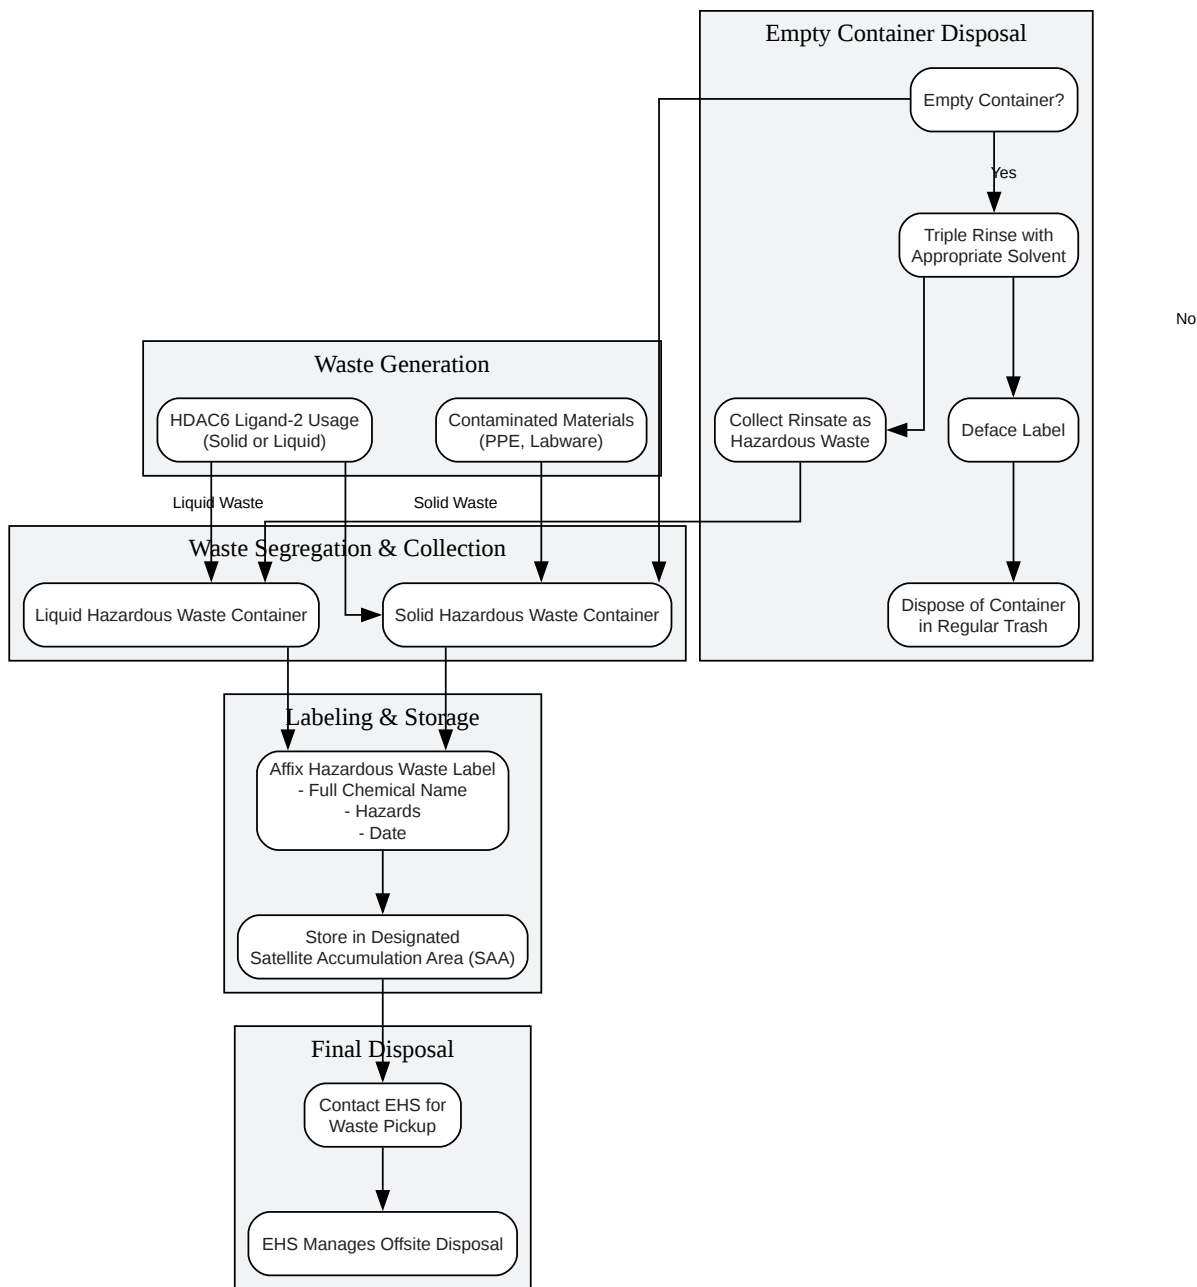 Empty Container Disposal
Empty Container?
Yes
Triple Rinse with
Appropriate Solvent
No
Waste Generation
HDAC6 Ligand-2 Usage
(Solid or Liquid)
Contaminated Materials
(PPE, Labware)
Collect Rinsate as
Hazardous Waste
Deface Label
Liquid Waste
Solid Waste
Waste Segregation & Collection
Liquid Hazardous Waste Container
Solid Hazardous Waste Container
Dispose of Container
in Regular Trash
Labeling & Storage
Affix Hazardous Waste Label
- Full Chemical Name
- Hazards
- Date
Store in Designated
Satellite Accumulation Area (SAA)
Final Disposal
Contact EHS for
Waste Pickup
EHS Manages Offsite Disposal